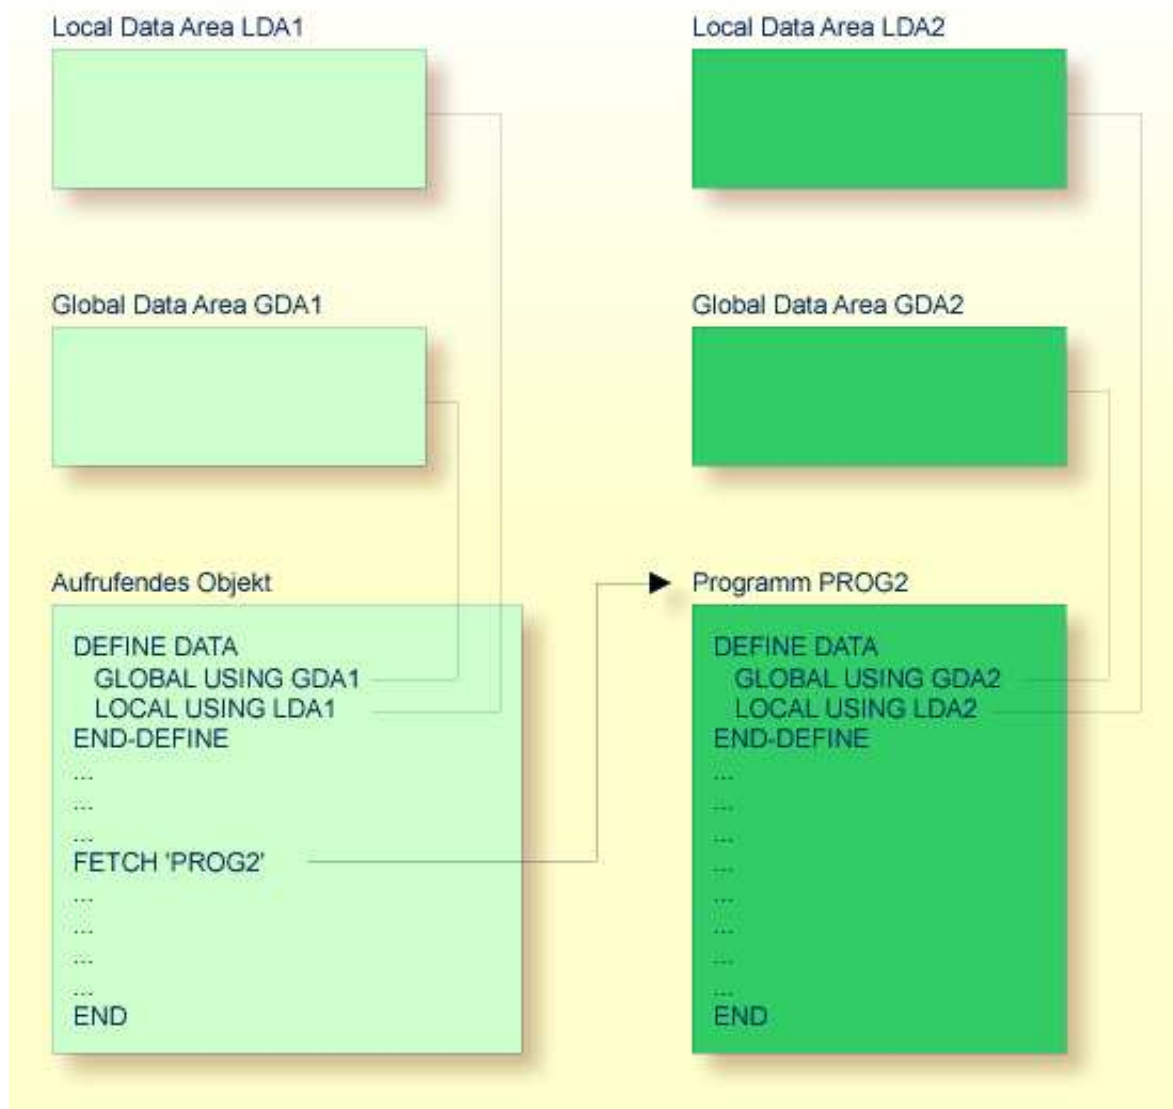 Local Data Area LDA1
Local Data Area LDA2
Global Data Area GDA1
Global Data Area GDA2
Aufrufendes Objekt
DEFINE DATA
GLOBAL USING GDA1
LOCAL USING LDA1
END-DEFINE
...
...
...
FETCH 'PROG2'
...
...
...
...
END
Programm PROG2
DEFINE DATA
GLOBAL USING GDA2
LOCAL USING LDA2
END-DEFINE
...
...
...
...
...
...
...
...
END